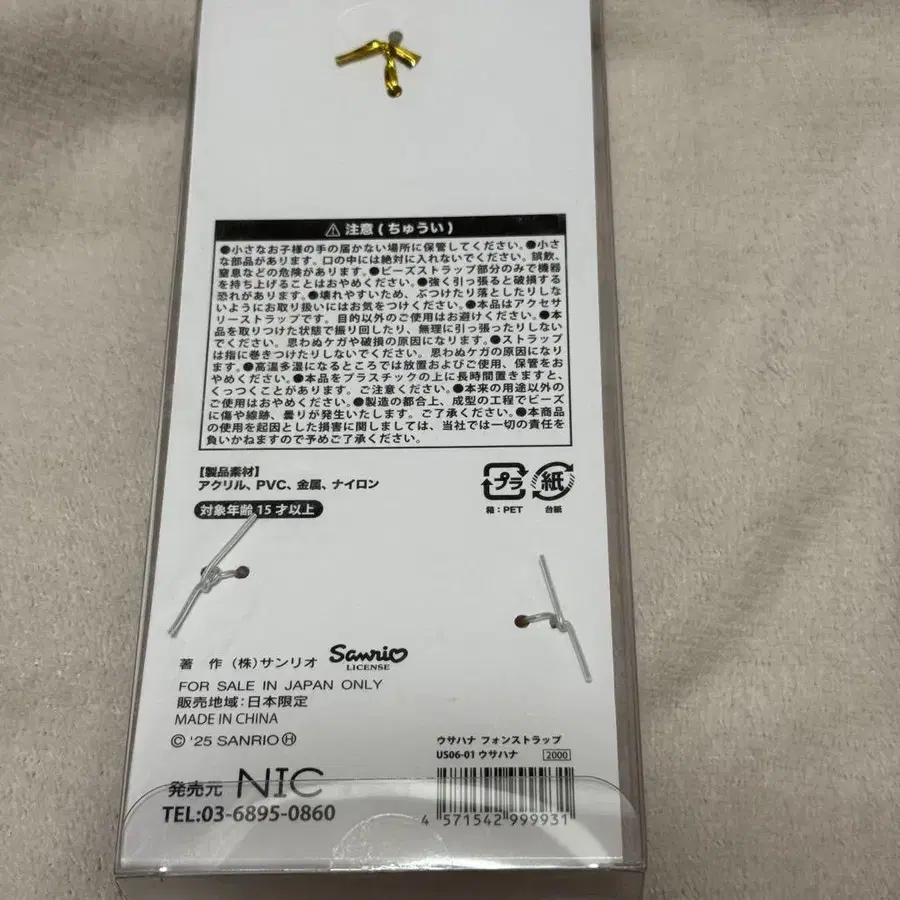 ⚠ 注意(ちゅうい)
●小さなお子様の手の届かない場所に保管してください。●小さ
な部品があります。口の中には絶対に入れないでください。誤飲、
窒息などの危険があります。●ビーズストラップ部分のみで機器
を持ち上げることはおやめください。●強く引っ張ると破損する
恐れがあります。●壊れやすいため、ぶつけたり落としたりしな
いようにお取り扱いにはお気をつけください。●本品はアクセサ
リーストラップです。目的以外のご使用はお避けください。●本
品を取りつけた状態で振り回したり、無理に引っ張ったりしない
でください。思わぬケガや破損の原因になります。●ストラップ
は指に巻きつけたりしないでください。思わぬケガの原因になり
ます。●高温多湿になるところでは放置およびご使用、保管をお
やめください。●本品をプラスチックの上に長時間置きますと、
くっつくことがあります。ご注意ください。●本来の用途以外の
ご使用はおやめください。●製造の都合上、成型の工程でビーズ
に傷や線跡、曇りが発生いたします。ご了承ください。●本商品
の使用を起因とした損害に関しましては、当社では一切の責任を
負いかねますので予めご了承ください。
【製品素材】
アクリル、PVC、金属、ナイロン
対象年齢15才以上
プラ 紙
箱:PET 台紙
著 作 (株)サンリオ Sanrio LICENSE
FOR SALE IN JAPAN ONLY
販売地域:日本限定
MADE IN CHINA
© '25 SANRIO Ⓗ
ウサハナ フォンストラップ
US06-01 ウサハナ 2000
発売元 NIC
TEL:03-6895-0860
4 571542 999931